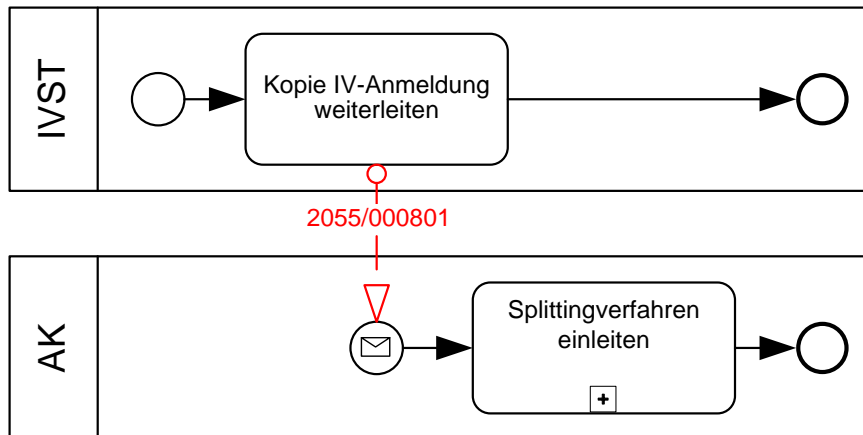 IVST
Kopie IV-Anmeldung
weiterleiten
2055/000801
AK
Splittingverfahren
einleiten